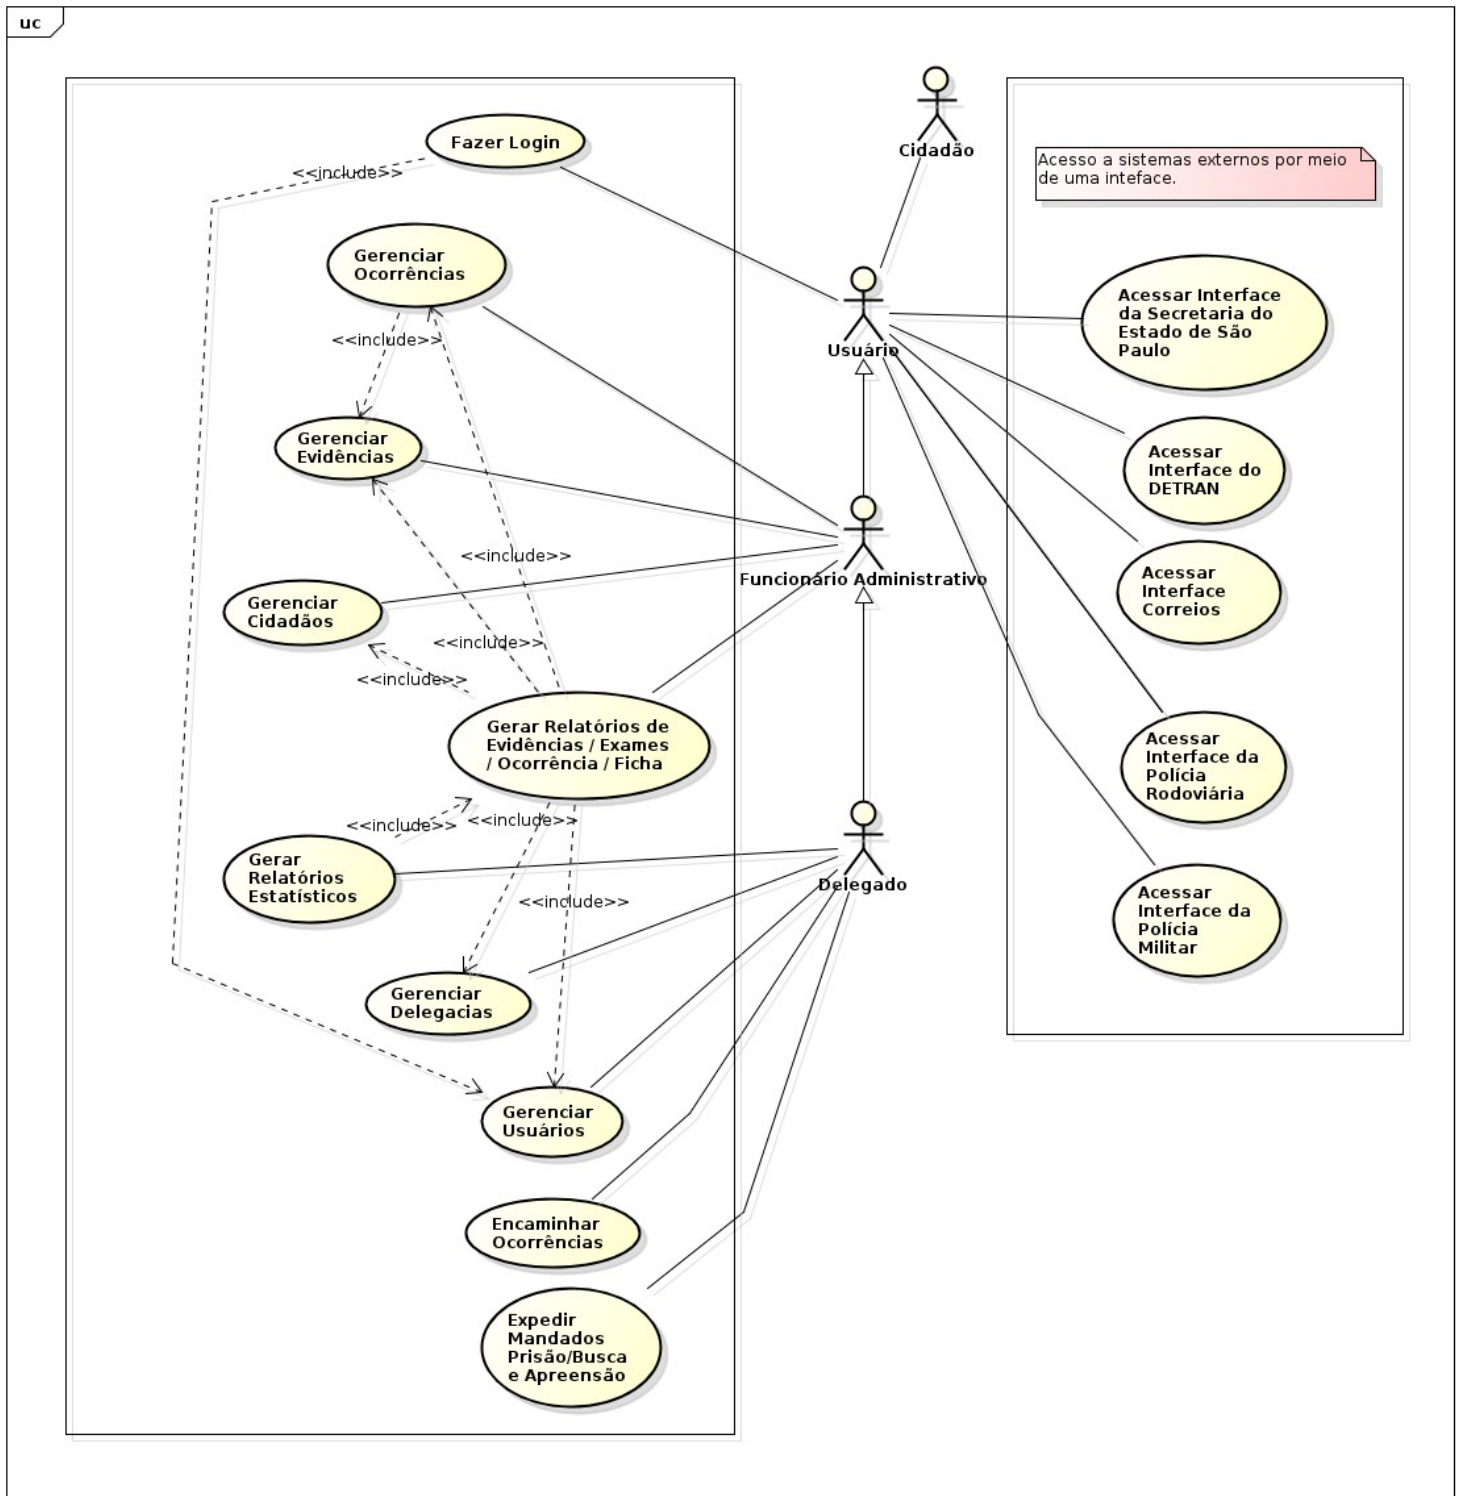 uc
Cidadão
Fazer Login
<<include>>
Acesso a sistemas externos por meio
de uma inteface.
Gerenciar
Ocorrências
<<include>>
Usuário
Acessar Interface
da Secretaria do
Estado de São
Paulo
Gerenciar
Evidências
Acessar
Interface do
DETRAN
<<include>>
Funcionário Administrativo
Acessar
Interface
Correios
Gerenciar
Cidadãos
<<include>>
<<include>>
Gerar Relatórios de
Evidências / Exames
/ Ocorrência / Ficha
Acessar
Interface da
Polícia
Rodoviária
<<include>>
<<include>>
Gerar
Relatórios
Estatísticos
Delegado
<<include>>
Acessar
Interface da
Polícia
Militar
Gerenciar
Delegacias
Gerenciar
Usuários
Encaminhar
Ocorrências
Expedir
Mandados
Prisão/Busca
e Apreensão